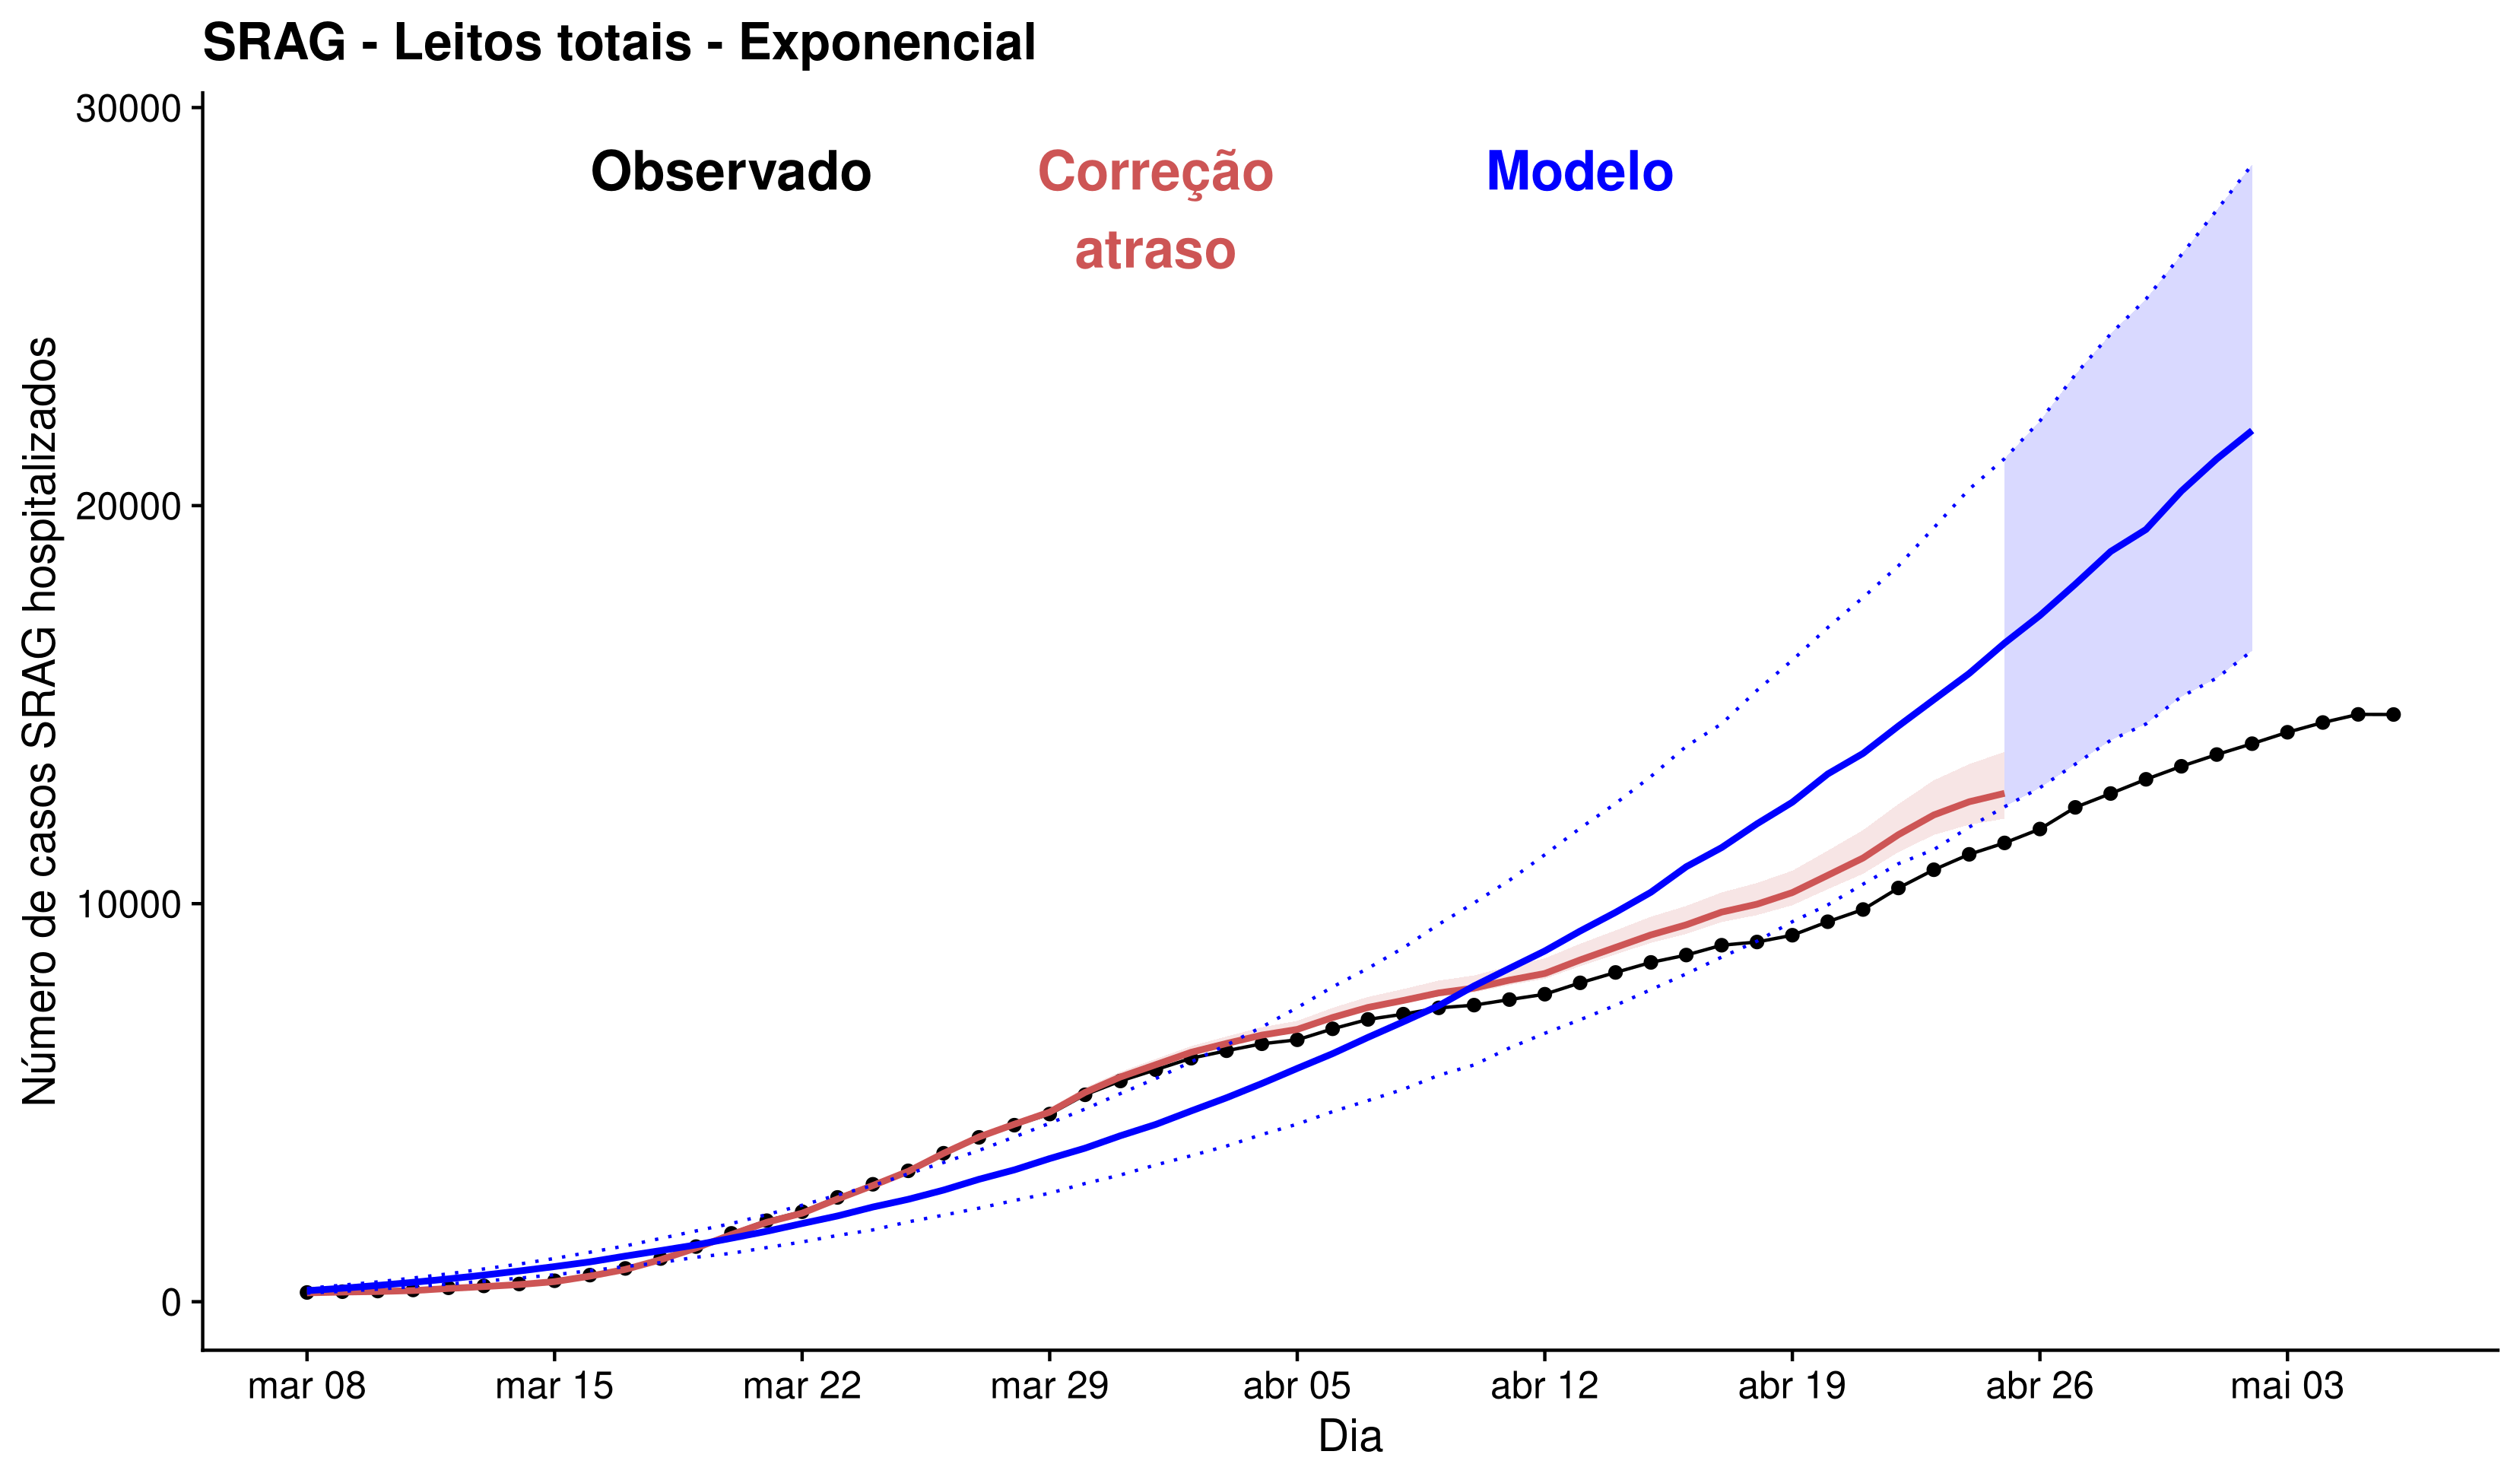 SRAG - Leitos totais - Exponencial
30000
Observado
Correção
atraso
Modelo
Número de casos SRAG hospitalizados
20000
10000
0
mar 08
mar 15
mar 22
mar 29
abr 05
abr 12
abr 19
abr 26
mai 03
Dia